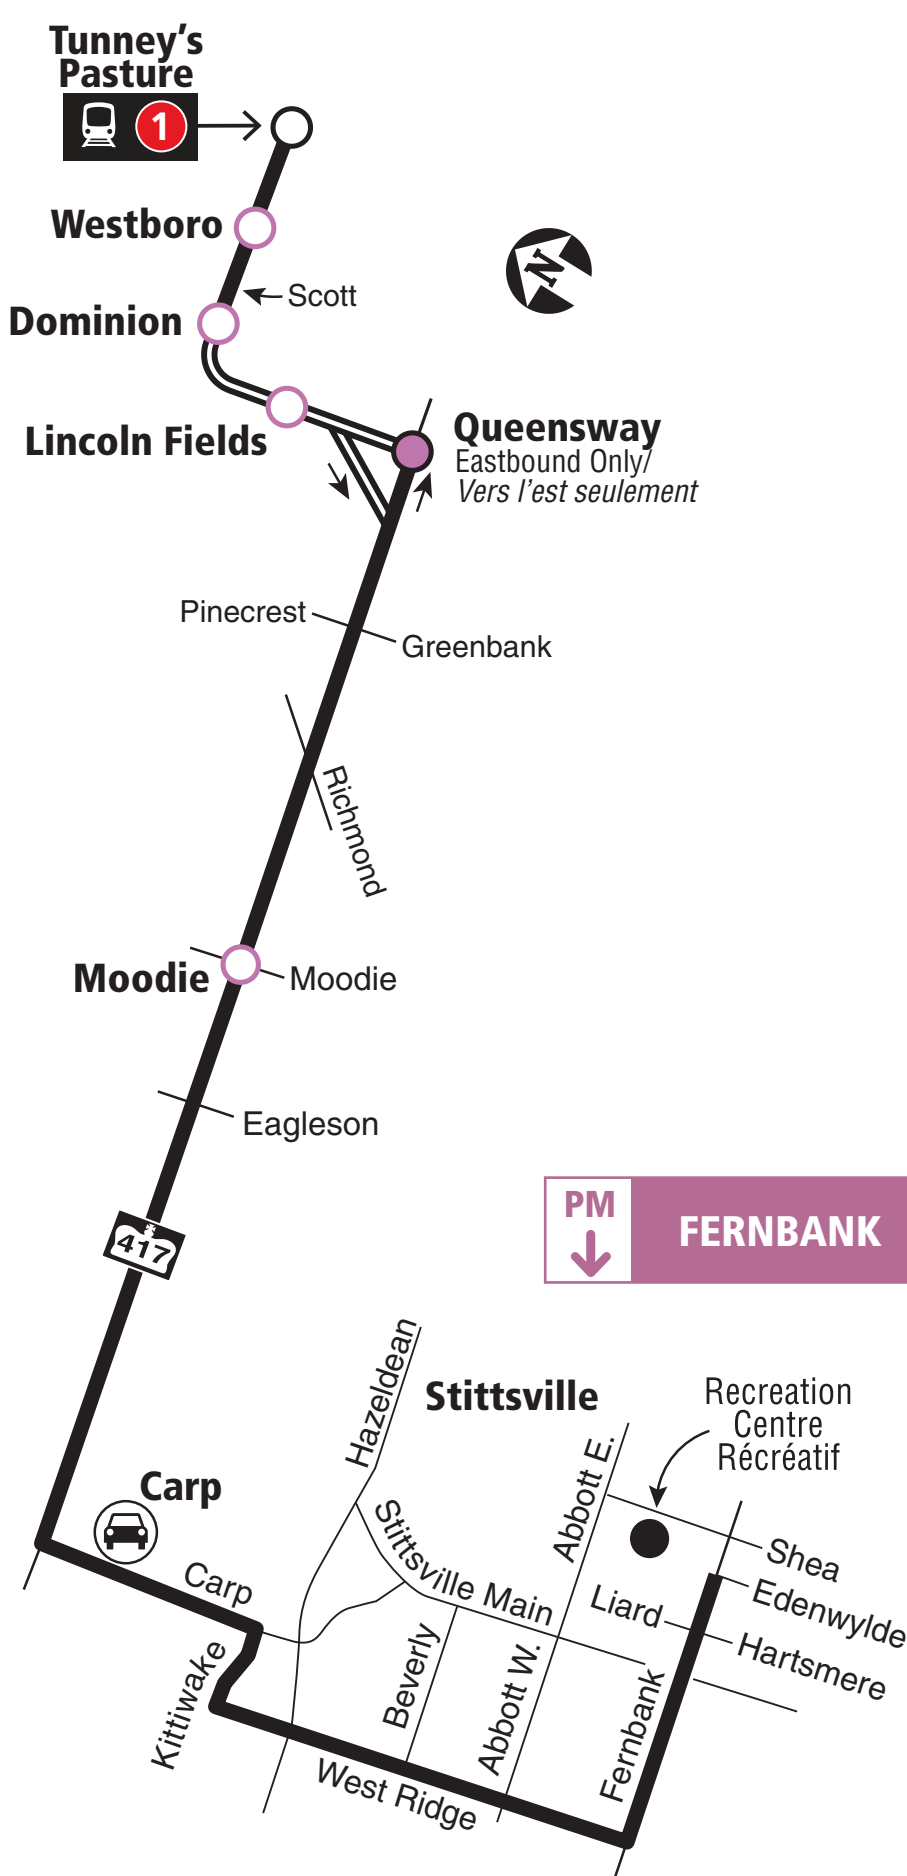 Tunney's
Pasture
1
Westboro
Scott
Dominion
N
Lincoln Fields
Queensway
Eastbound Only/
Vers l'est seulement
Pinecrest
Greenbank
Richmond
Moodie
Moodie
Eagleson
PM
FERNBANK
417
Hazeldean
Stittsville
Recreation
Centre
Récréatif
Abbott E.
Carp
Stittsville Main
Shea
Carp
Edenwylde
Liard
Hartsmere
Kittiwake
Beverly
Abbott W.
Fernbank
West Ridge